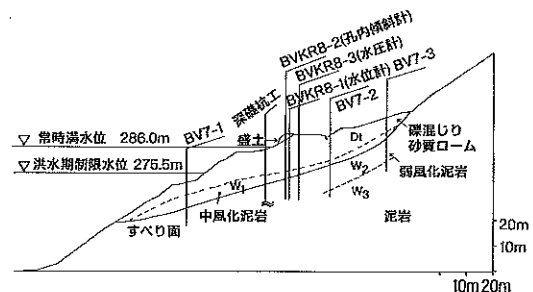 BVKR8-2(孔内傾斜計)
BVKR8-3(水圧計)
BVKR8-1(水位計)
BV7-3
BV7-2
深礎杭工
BV7-1
盛土
常時満水位 286.0m
洪水期制限水位 275.5m
Dt
礫混じり
砂質ローム
弱風化泥岩
W1
W2
W3
中風化泥岩
泥岩
すべり面
20m
10m
10m 20m